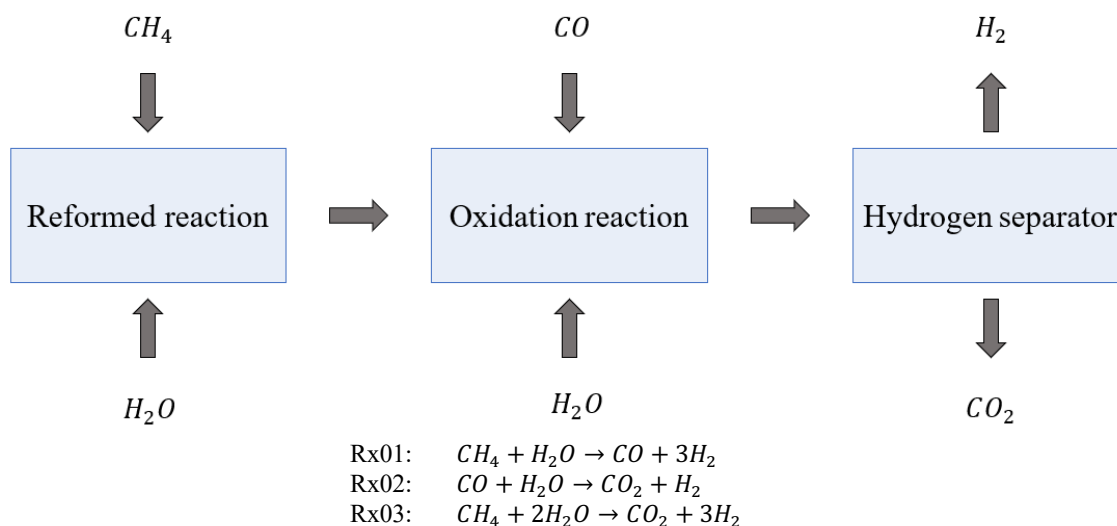 CH₄ CO H₂
Reformed reaction Oxidation reaction Hydrogen separator
H₂O H₂O CO₂
Rx01: CH₄ + H₂O → CO + 3H₂
Rx02: CO + H₂O → CO₂ + H₂
Rx03: CH₄ + 2H₂O → CO₂ + 3H₂